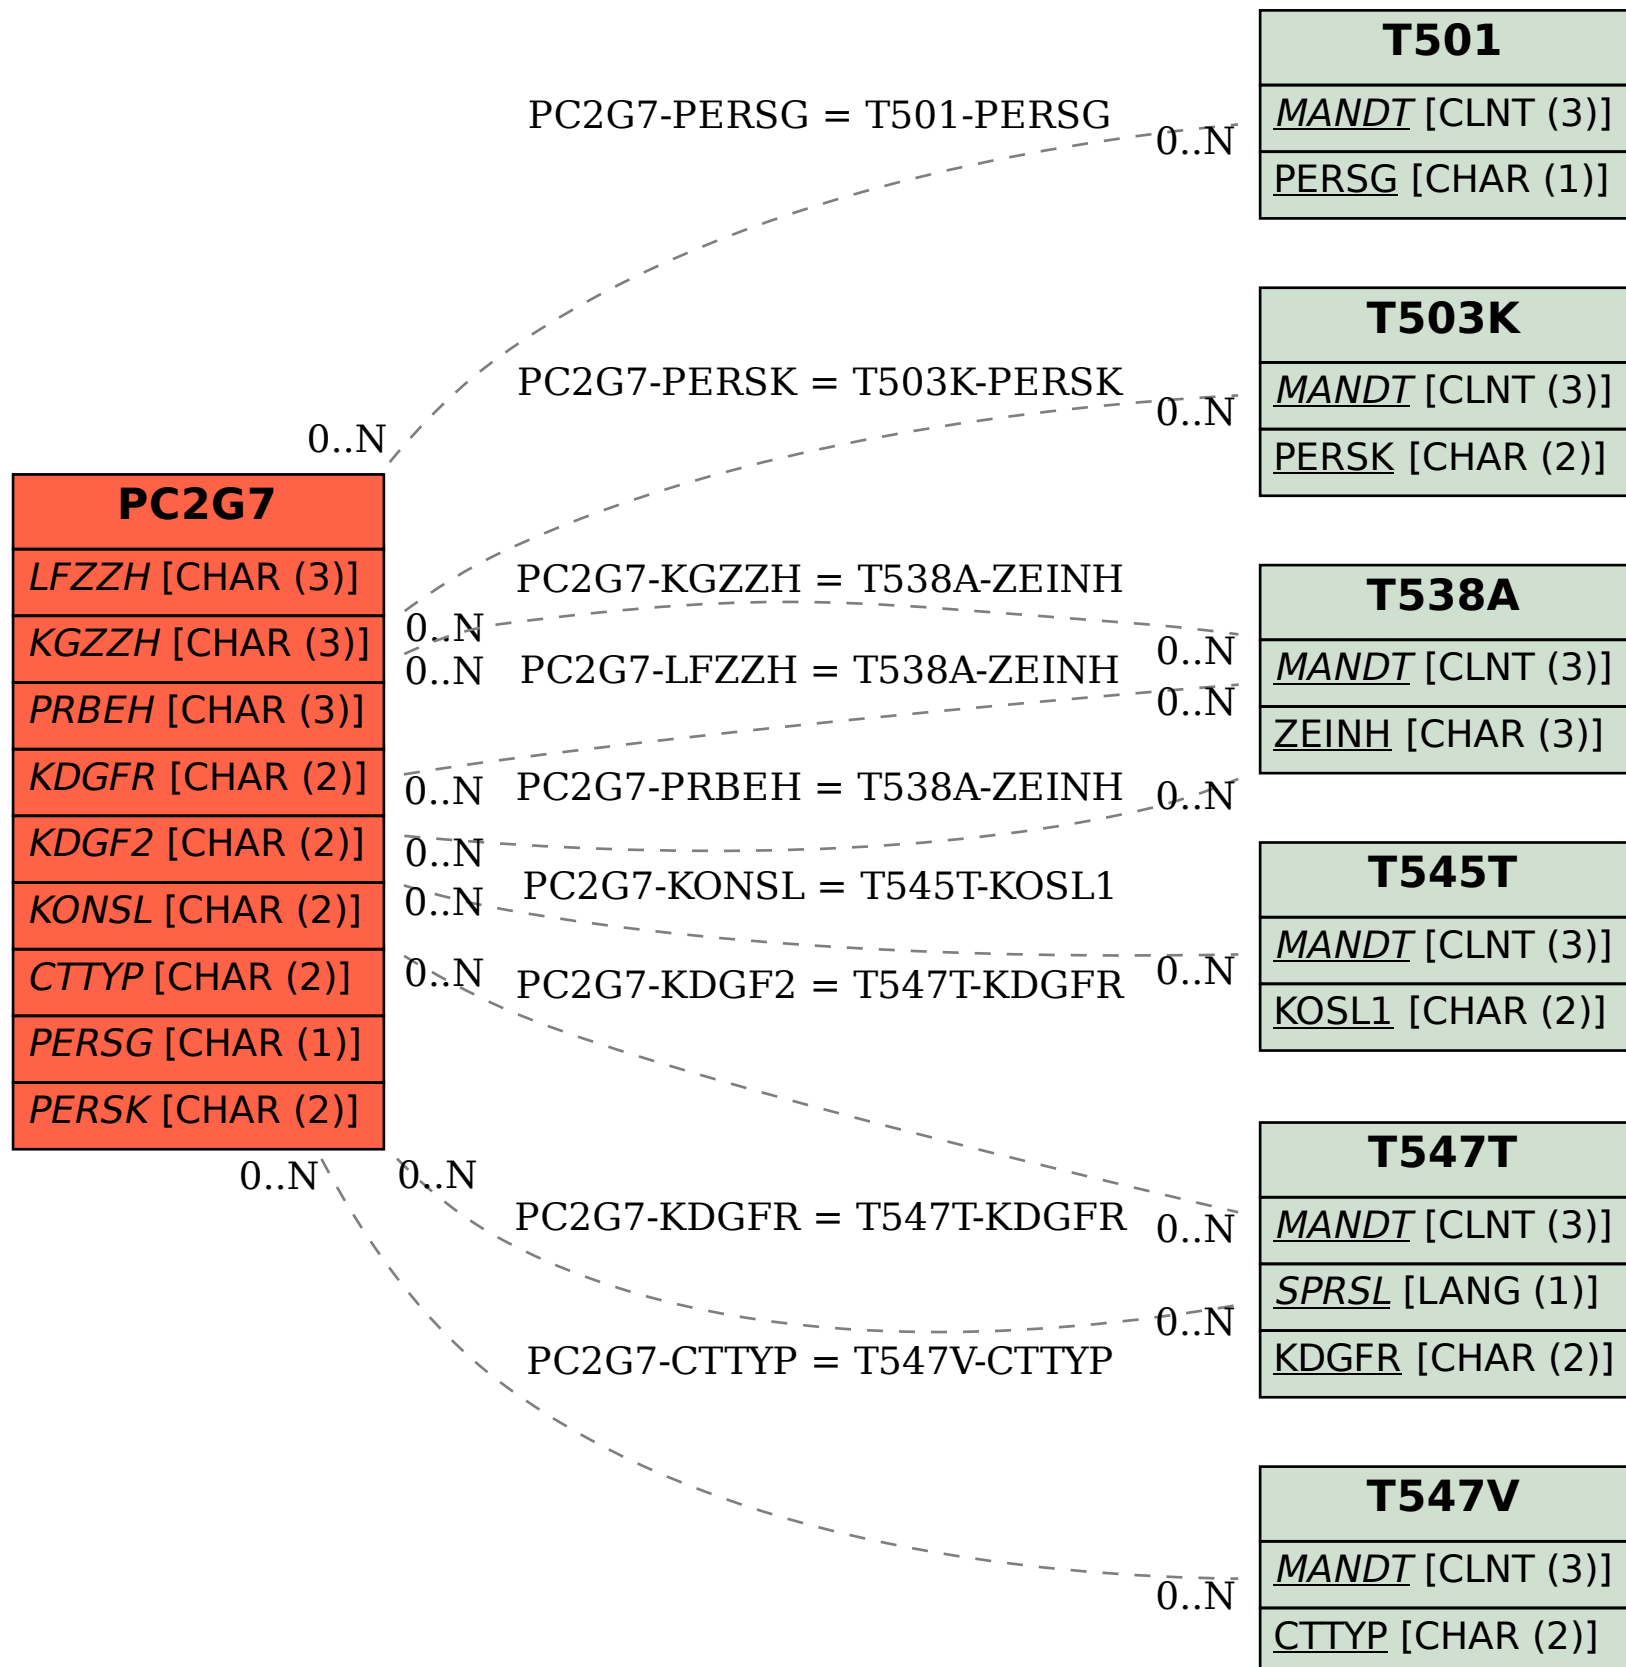 T501
MANDT [CLNT (3)]
PERSG [CHAR (1)]
PC2G7-PERSG = T501-PERSG
0..N
0..N
T503K
MANDT [CLNT (3)]
PERSK [CHAR (2)]
PC2G7-PERSK = T503K-PERSK
0..N
0..N
PC2G7
LFZZH [CHAR (3)]
KGZZH [CHAR (3)]
PRBEH [CHAR (3)]
KDGFR [CHAR (2)]
KDGF2 [CHAR (2)]
KONSL [CHAR (2)]
CTTYP [CHAR (2)]
PERSG [CHAR (1)]
PERSK [CHAR (2)]
PC2G7-KGZZH = T538A-ZEINH
0..N
0..N
PC2G7-LFZZH = T538A-ZEINH
0..N
0..N
PC2G7-PRBEH = T538A-ZEINH
0..N
0..N
T538A
MANDT [CLNT (3)]
ZEINH [CHAR (3)]
PC2G7-KONSL = T545T-KOSL1
0..N
0..N
T545T
MANDT [CLNT (3)]
KOSL1 [CHAR (2)]
PC2G7-KDGF2 = T547T-KDGFR
0..N
0..N
PC2G7-KDGFR = T547T-KDGFR
0..N
0..N
T547T
MANDT [CLNT (3)]
SPRSL [LANG (1)]
KDGFR [CHAR (2)]
PC2G7-CTTYP = T547V-CTTYP
0..N
0..N
T547V
MANDT [CLNT (3)]
CTTYP [CHAR (2)]